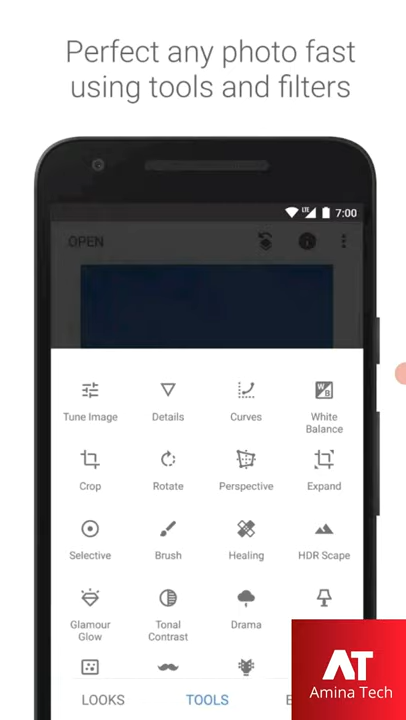 Perfect any photo fast
using tools and filters
LTE 7:00
OPEN
Tune Image Details Curves White
Balance
Crop Rotate Perspective Expand
Selective Brush Healing HDR Scape
Glamour
Glow Tonal
Contrast Drama
LOOKS TOOLS E
AT
Amina Tech